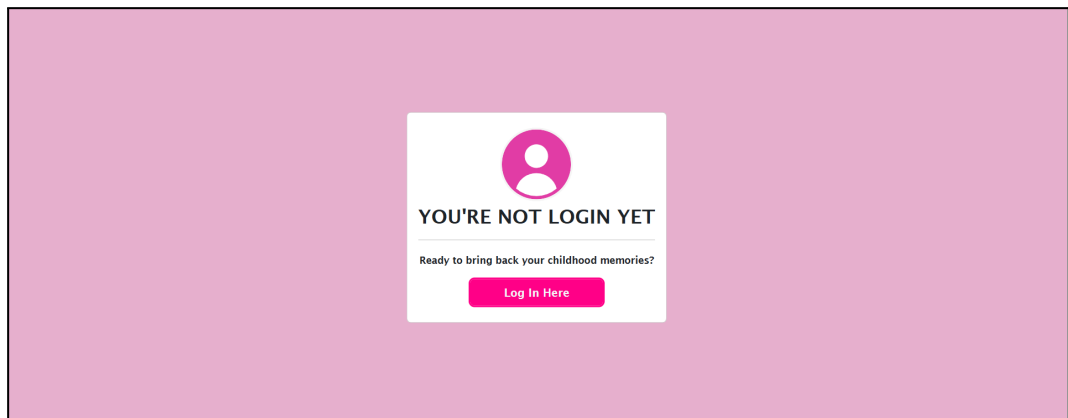 YOU'RE NOT LOGIN YET
Ready to bring back your childhood memories?
Log In Here